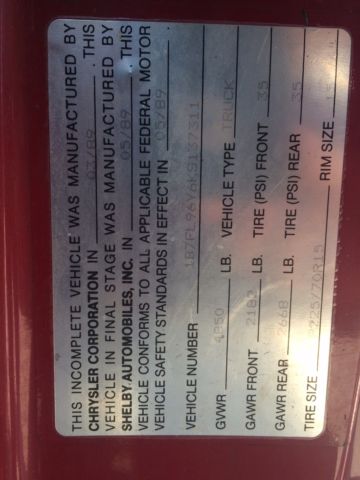 THIS INCOMPLETE VEHICLE WAS MANUFACTURED BY
CHRYSLER CORPORATION IN 03/89 . THIS
VEHICLE IN FINAL STAGE WAS MANUFACTURED BY
SHELBY AUTOMOBILES, INC. IN 05/89 . THIS
VEHICLE CONFORMS TO ALL APPLICABLE FEDERAL MOTOR
VEHICLE SAFETY STANDARDS IN EFFECT IN 05/89
VEHICLE NUMBER 1B7FL96Y6KS137311
GVWR 4850 LB. VEHICLE TYPE TRUCK
GAWR FRONT 2182 LB. TIRE (PSI) FRONT 35
GAWR REAR 2668 LB. TIRE (PSI) REAR 35
TIRE SIZE P225/70R15 RIM SIZE